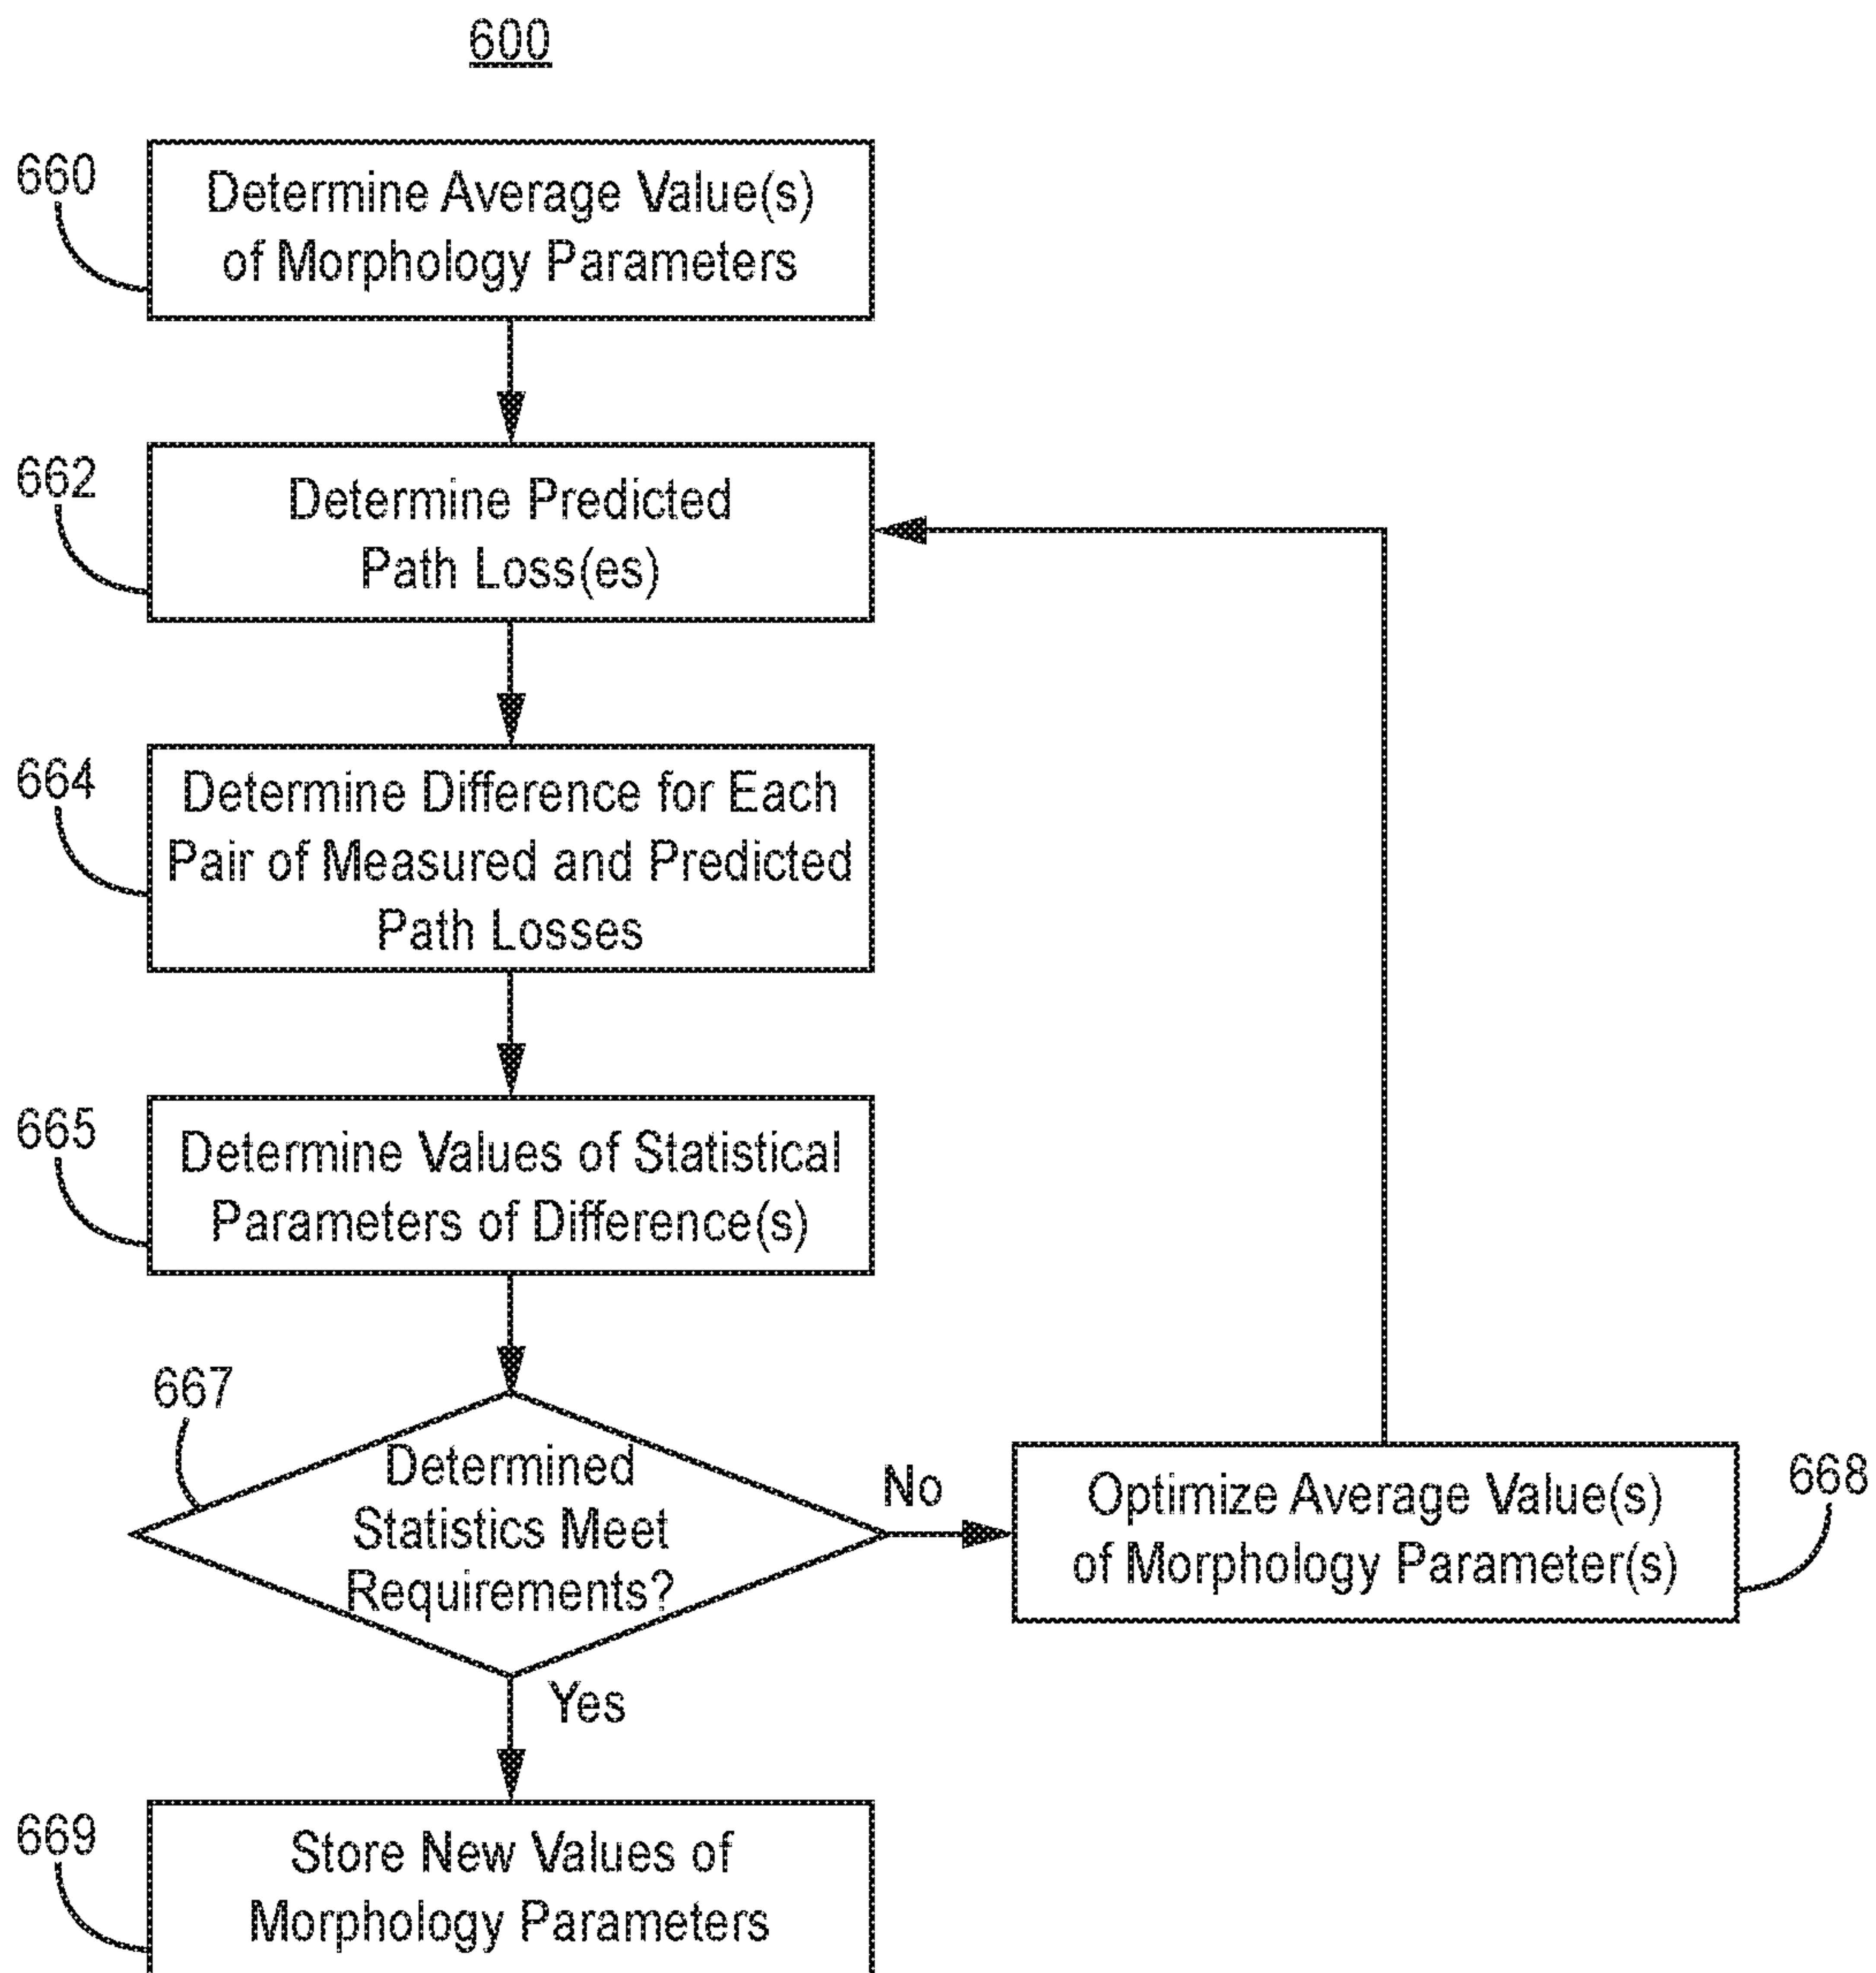 600
660
Determine Average Value(s)
of Morphology Parameters
662
Determine Predicted
Path Loss(es)
664
Determine Difference for Each
Pair of Measured and Predicted
Path Losses
665
Determine Values of Statistical
Parameters of Difference(s)
667
Determined
Statistics Meet
Requirements?
No
Optimize Average Value(s)
of Morphology Parameter(s)
668
Yes
669
Store New Values of
Morphology Parameters